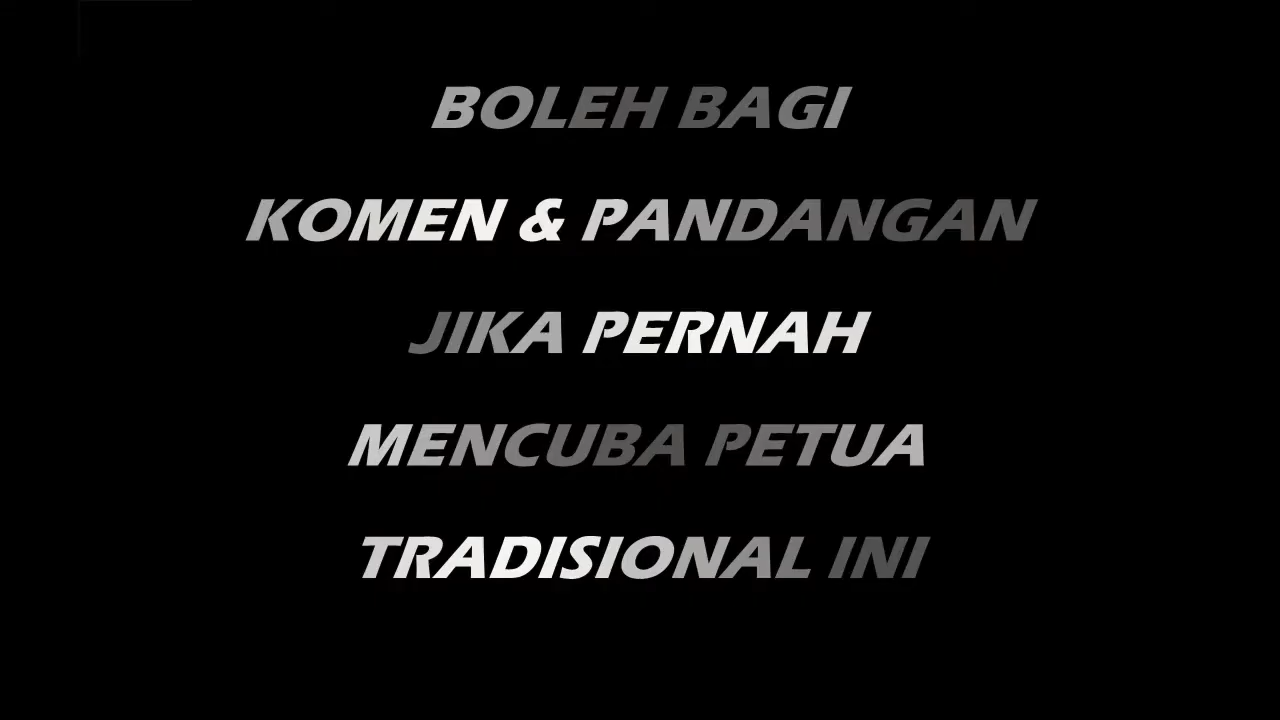 BOLEH BAGI
KOMEN & PANDANGAN
JIKA PERNAH
MENCUBA PETUA
TRADISIONAL INI